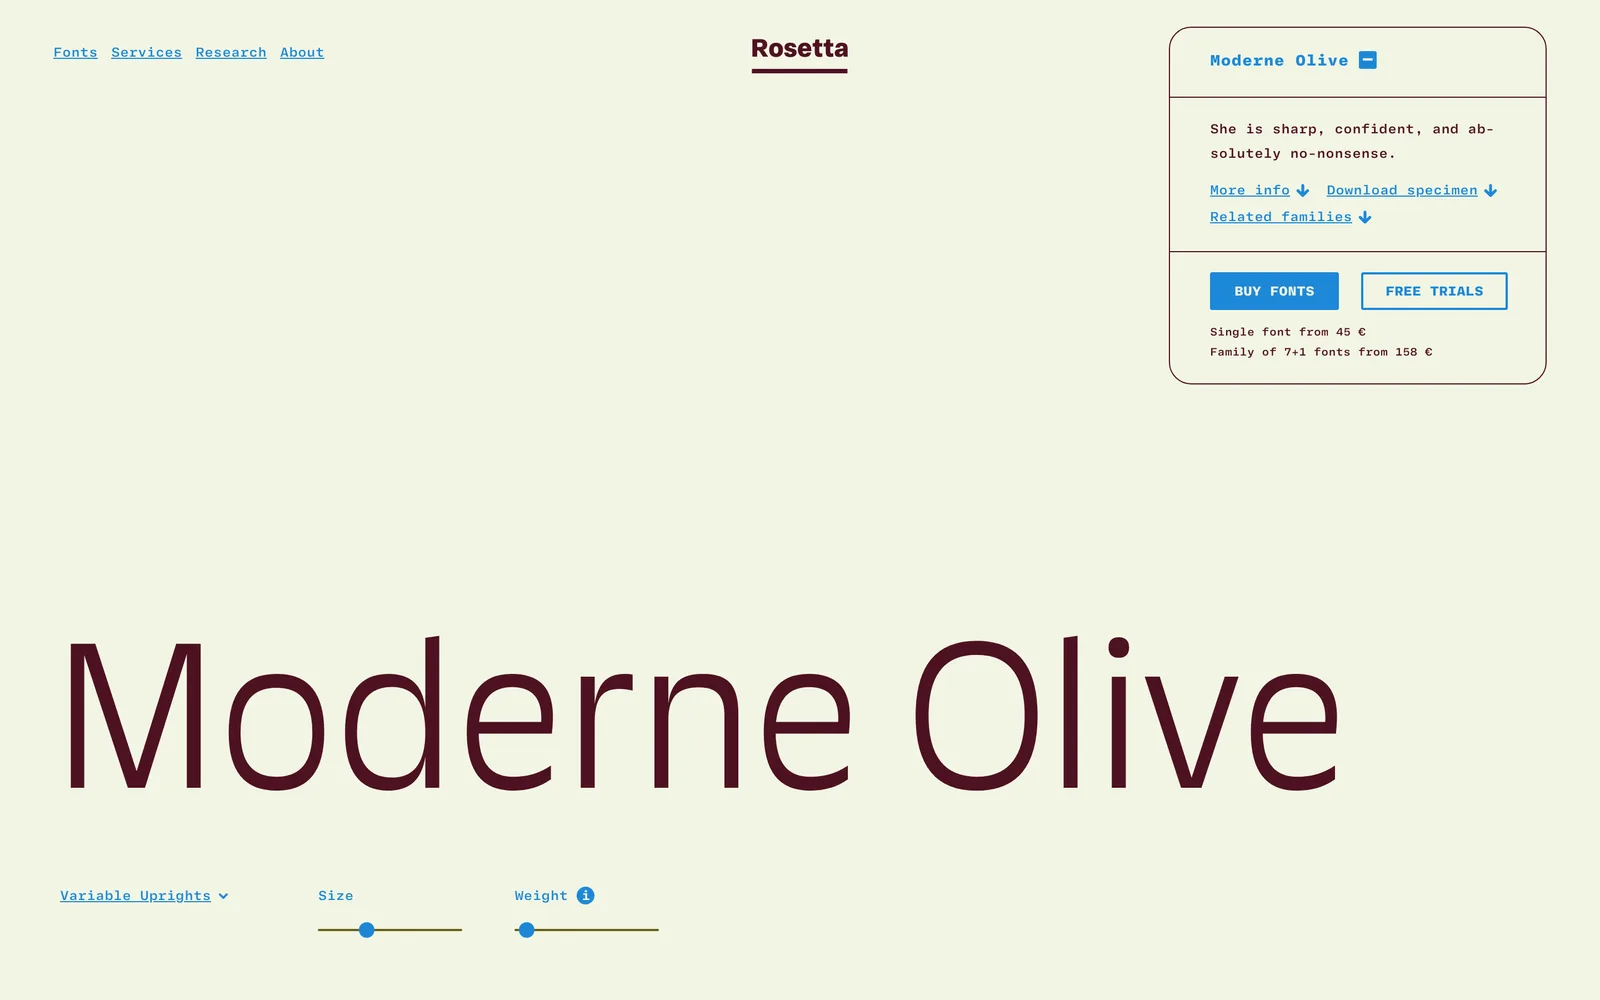 Fonts Services Research About
Rosetta
Moderne Olive
She is sharp, confident, and ab-
solutely no-nonsense.
More info Download specimen
Related families
BUY FONTS FREE TRIALS
Single font from 45 €
Family of 7+1 fonts from 158 €
Moderne Olive
Variable Uprights Size Weight i